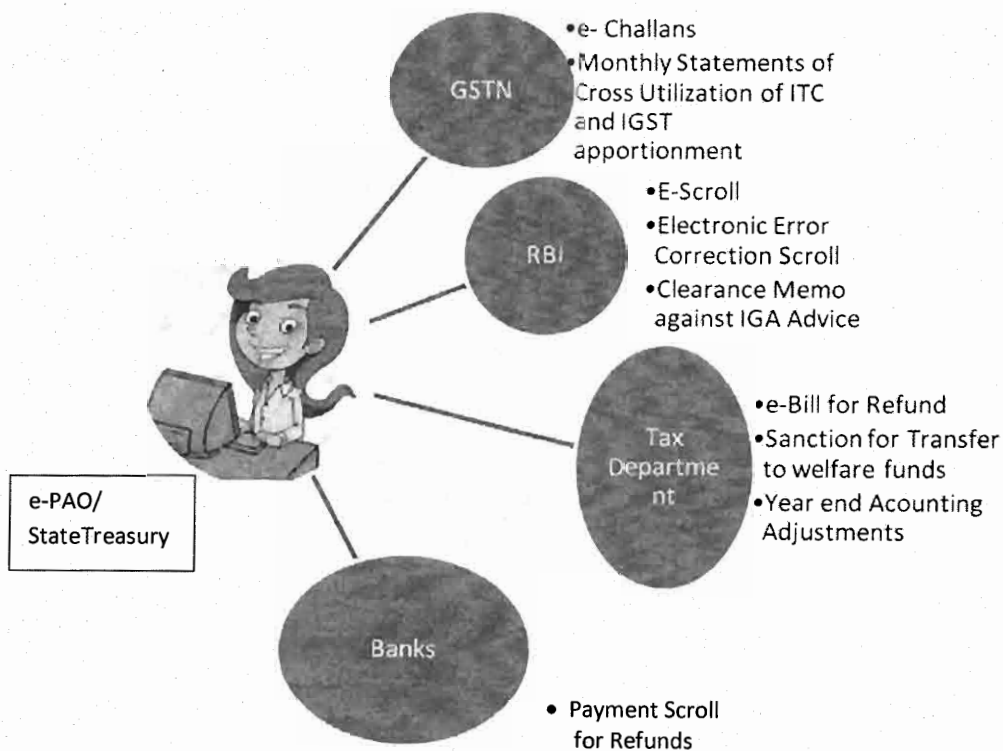 GSTN
•e- Challans
•Monthly Statements of
Cross Utilization of ITC
and IGST
apportionment
RBI
•E-Scroll
•Electronic Error
Correction Scroll
•Clearance Memo
against IGA Advice
Tax
Departme
nt
•e-Bill for Refund
•Sanction for Transfer
to welfare funds
•Year end Acounting
Adjustments
e-PAO/
StateTreasury
Banks
• Payment Scroll
for Refunds